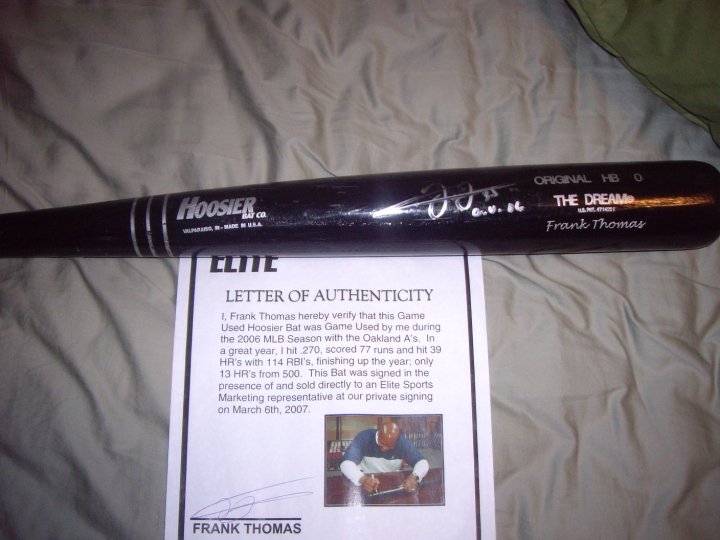 ORIGINAL HB 0
HOOSIER
BAT CO.
VALPARAISO, IN - MADE IN U.S.A.
THE DREAM
U.S. PAT.
Frank Thomas
35
G.U. 06
ELITE
LETTER OF AUTHENTICITY
I, Frank Thomas hereby verify that this Game
Used Hoosier Bat was Game Used by me during
the 2006 MLB Season with the Oakland A's. In
a great year, I hit .270, scored 77 runs and hit 39
HR's with 114 RBI's, finishing up the year; only
13 HR's from 500. This Bat was signed in the
presence of and sold directly to an Elite Sports
Marketing representative at our private signing
on March 6th, 2007.
FRANK THOMAS